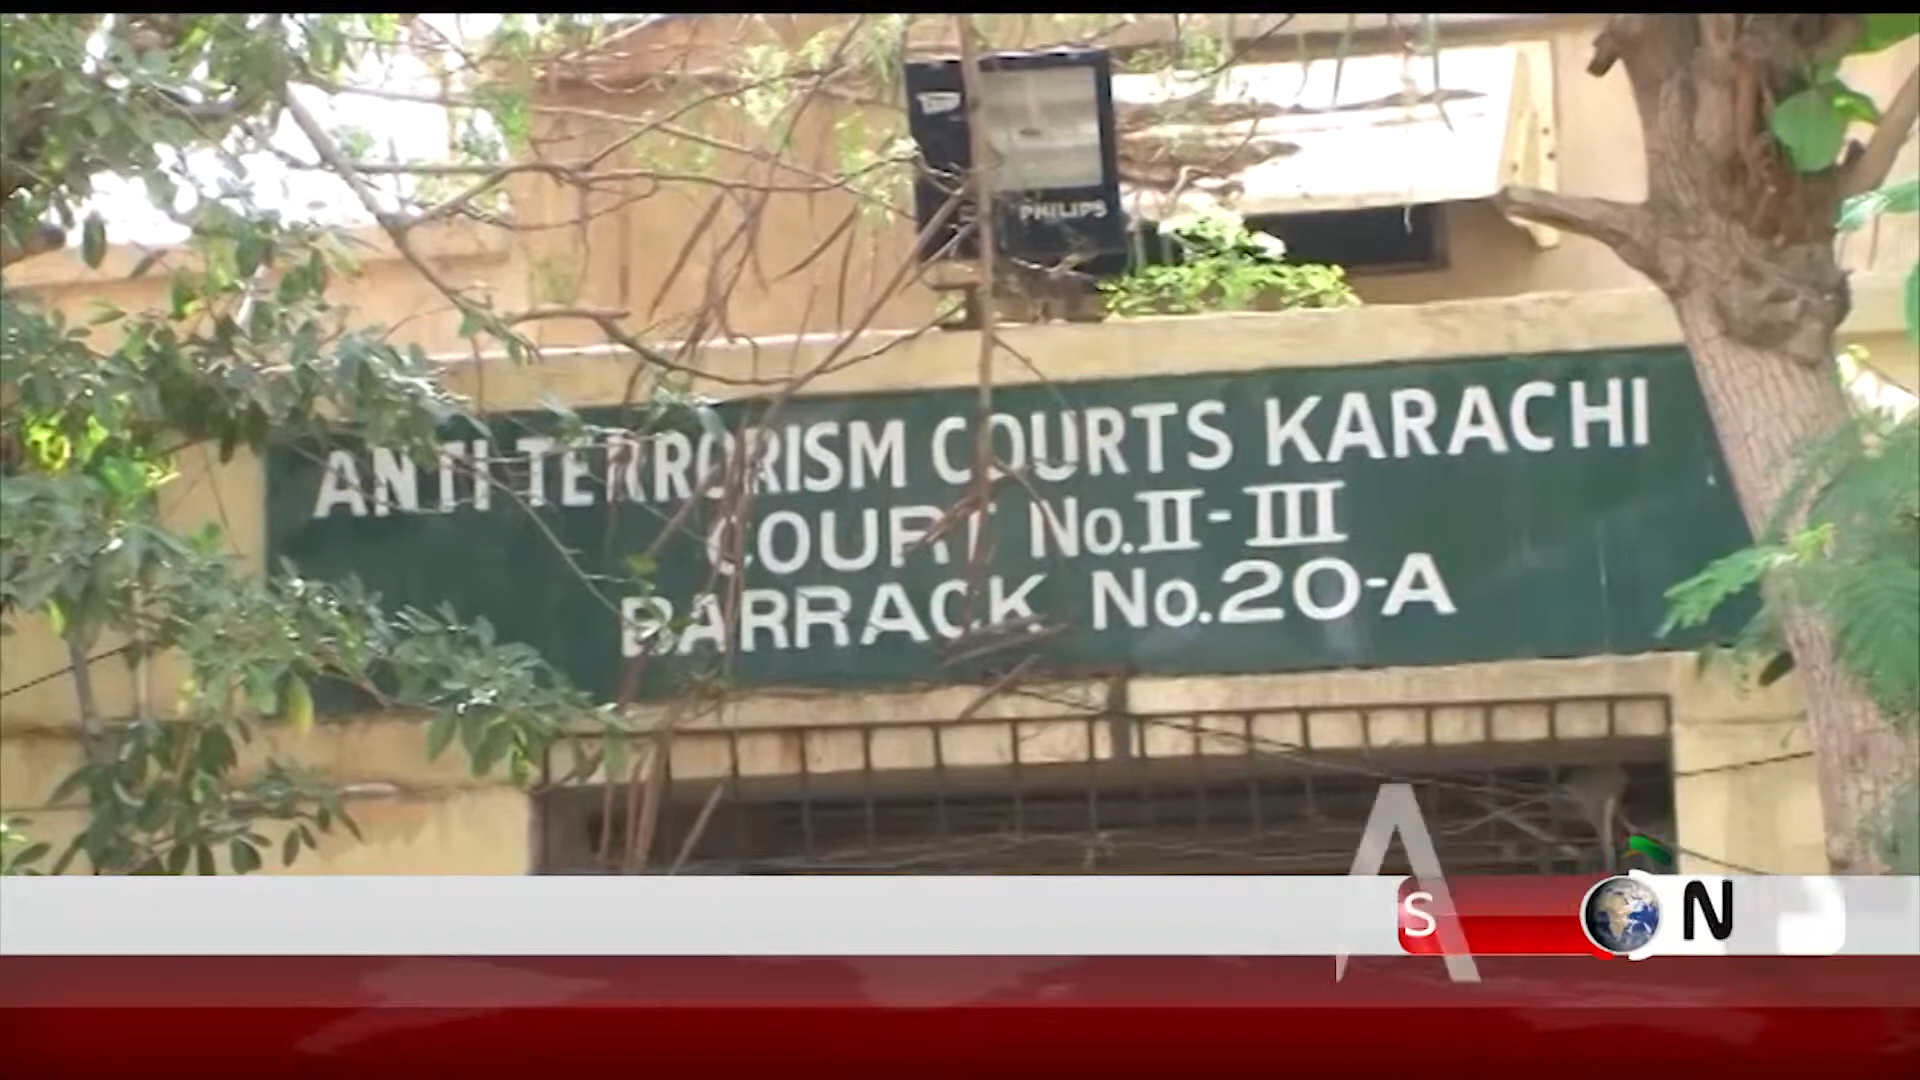 PHILIPS
ANTI-TERRORISM COURTS KARACHI
COURT No.II-III
BARRACK No.20-A
A
S
N